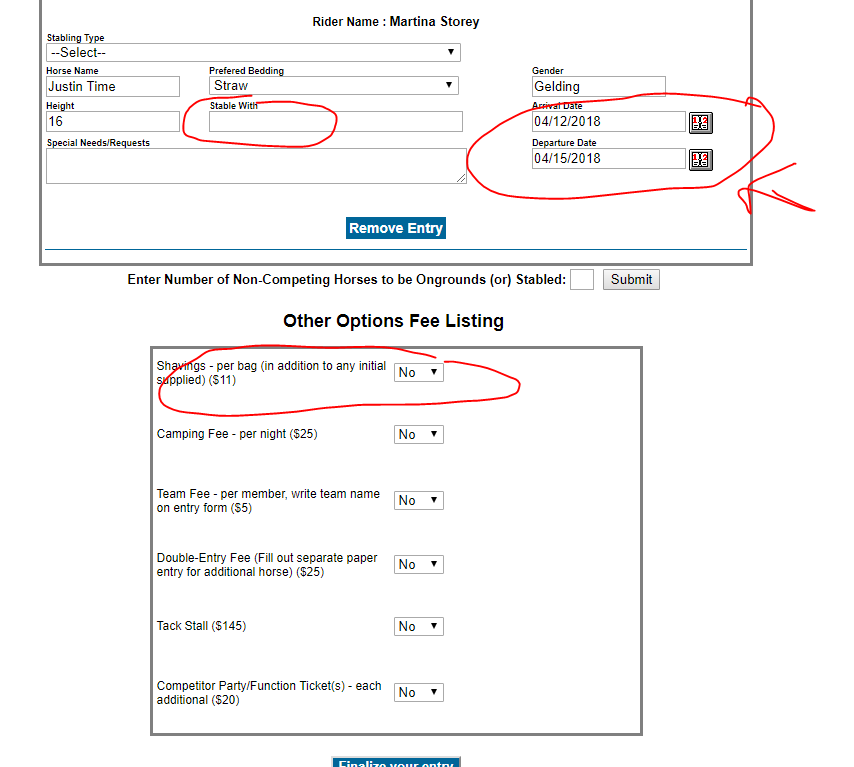 Rider Name : Martina Storey
Stabling Type
--Select--
Horse Name Prefered Bedding Gender
Justin Time Straw Gelding
Height Stable With Arrival Date
16 04/12/2018
Special Needs/Requests Departure Date
04/15/2018
Remove Entry
Enter Number of Non-Competing Horses to be Ongrounds (or) Stabled: Submit
Other Options Fee Listing
Shavings - per bag (in addition to any initial
supplied) ($11) No
Camping Fee - per night ($25) No
Team Fee - per member, write team name
on entry form ($5) No
Double-Entry Fee (Fill out separate paper
entry for additional horse) ($25) No
Tack Stall ($145) No
Competitor Party/Function Ticket(s) - each
additional ($20) No
Finalize your entry